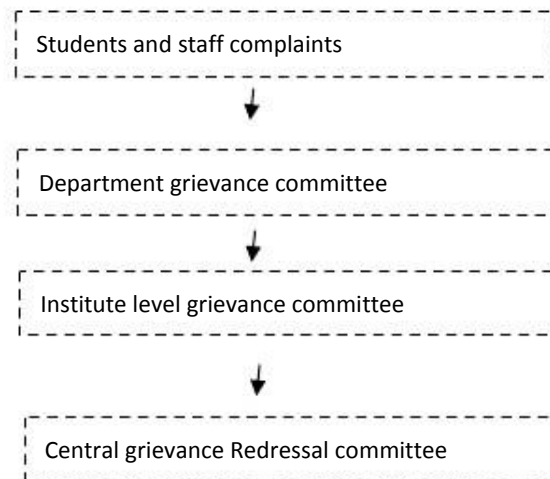 Students and staff complaints
Department grievance committee
Institute level grievance committee
Central grievance Redressal committee